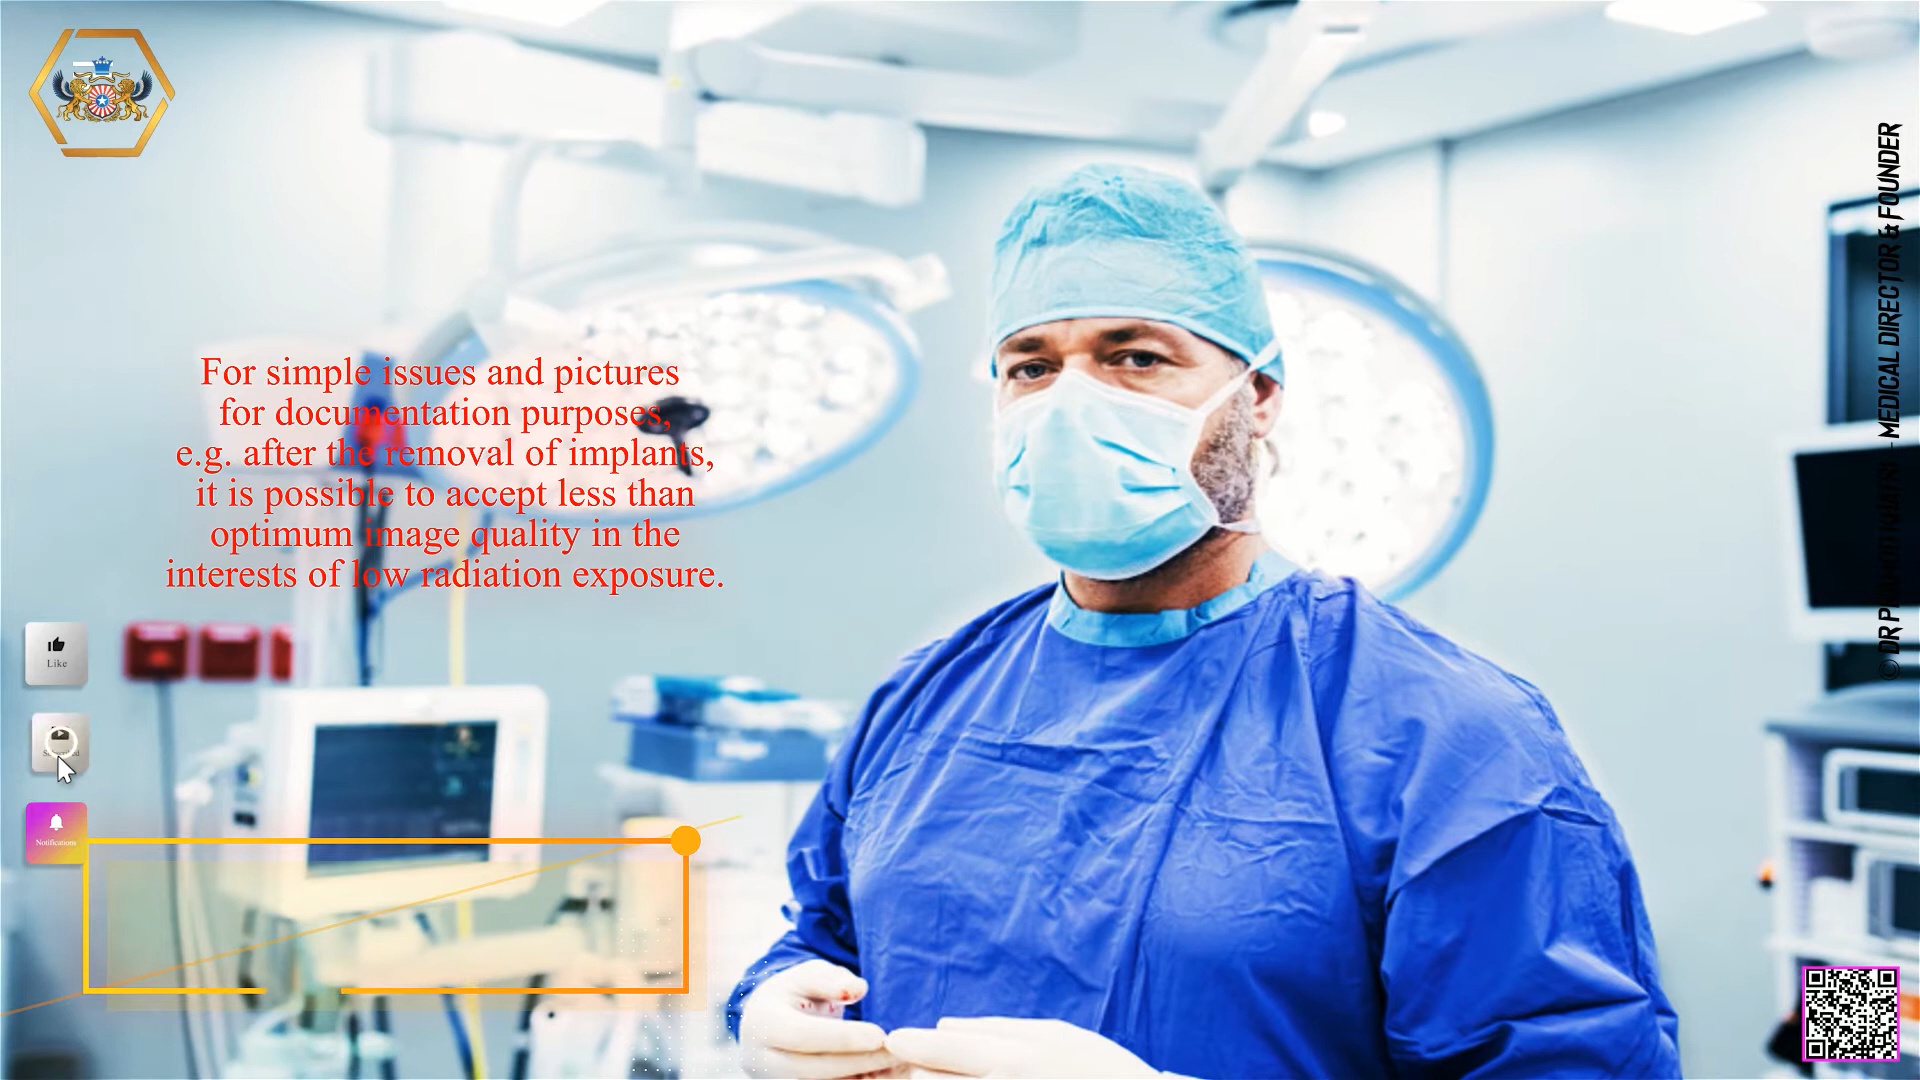 For simple issues and pictures
for documentation purposes,
e.g. after the removal of implants,
it is possible to accept less than
optimum image quality in the
interests of low radiation exposure.
Like
Notifications
MEDICAL DIRECTOR & FOUNDER